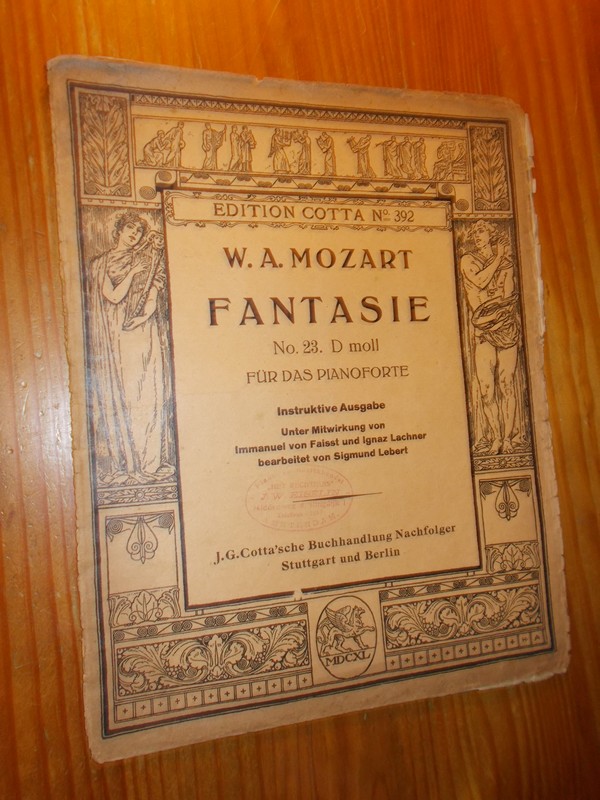 EDITION COTTA No. 392
W. A. MOZART
FANTASIE
No. 23. D moll
FÜR DAS PIANOFORTE
Instruktive Ausgabe
Unter Mitwirkung von
Immanuel von Faisst und Ignaz Lachner
bearbeitet von Sigmund Lebert
J. G. Cotta'sche Buchhandlung Nachfolger
Stuttgart und Berlin
MDCXL